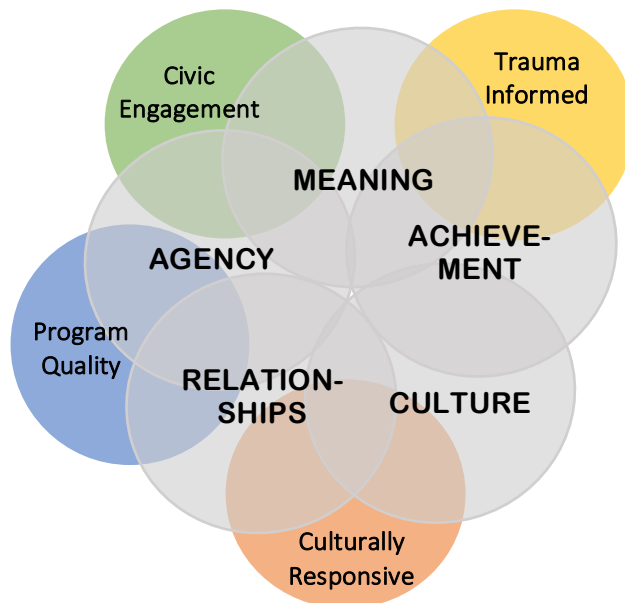 Civic
Engagement
Trauma
Informed
MEANING
ACHIEVE-
MENT
AGENCY
Program
Quality
RELATION-
SHIPS
CULTURE
Culturally
Responsive